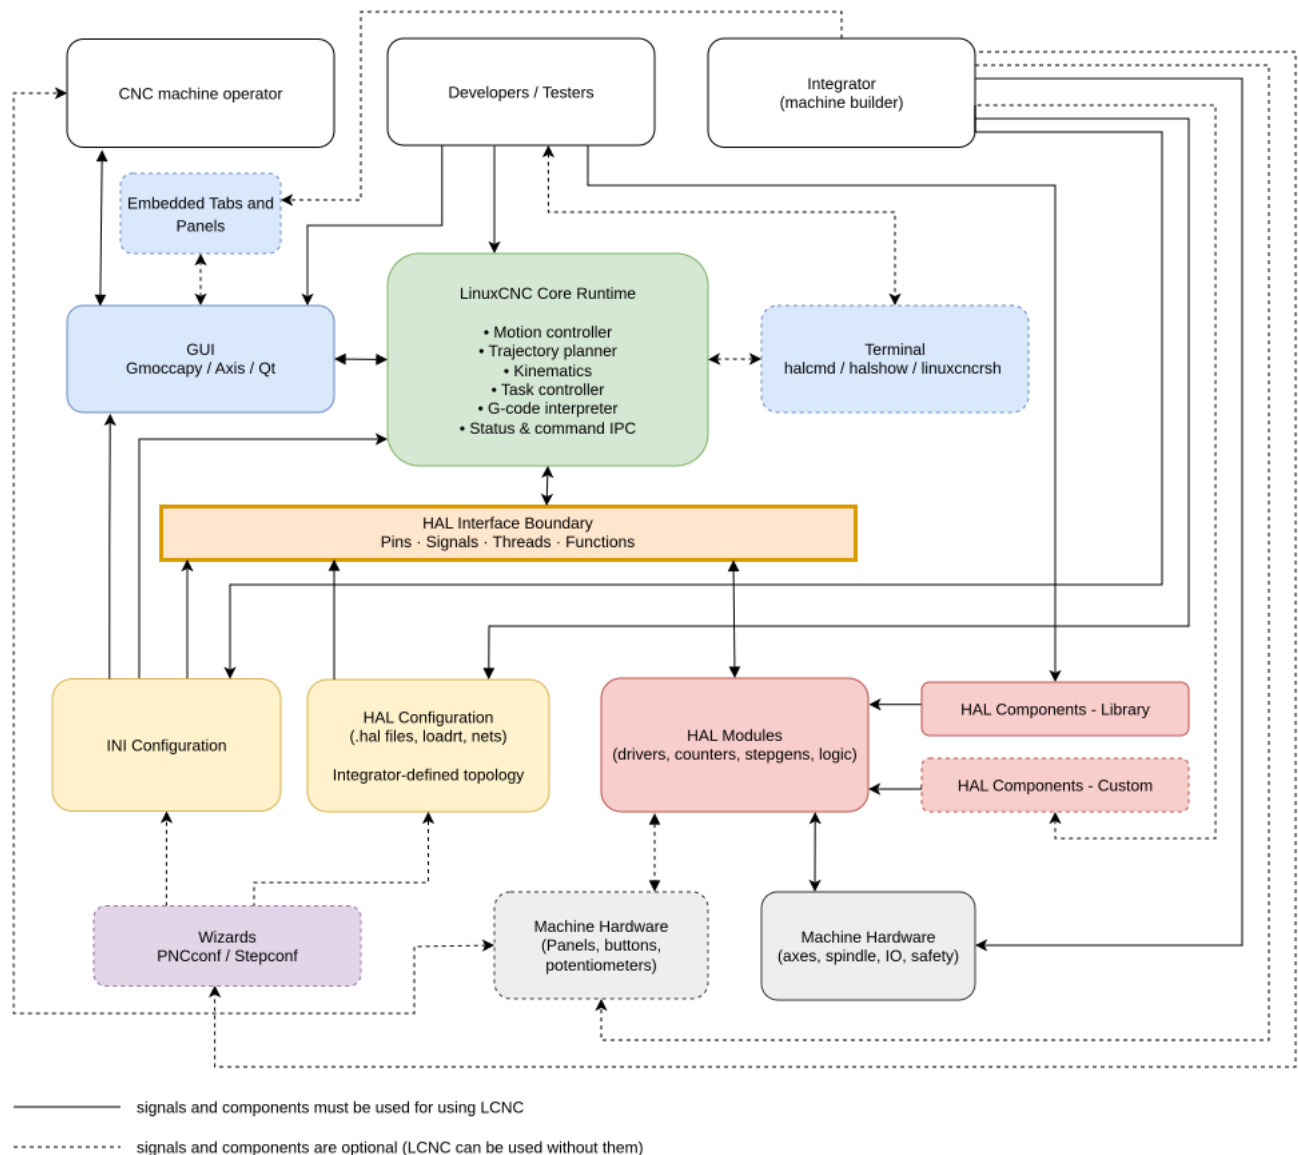 CNC machine operator
Developers / Testers
Integrator
(machine builder)
Embedded Tabs and
Panels
LinuxCNC Core Runtime
• Motion controller
• Trajectory planner
• Kinematics
• Task controller
• G-code interpreter
• Status & command IPC
GUI
Gmoccapy / Axis / Qt
Terminal
halcmd / halshow / linuxcncrsh
HAL Interface Boundary
Pins · Signals · Threads · Functions
INI Configuration
HAL Configuration
(.hal files, loadrt, nets)
Integrator-defined topology
HAL Modules
(drivers, counters, stepgens, logic)
HAL Components - Library
HAL Components - Custom
Wizards
PNCconf / Stepconf
Machine Hardware
(Panels, buttons,
potentiometers)
Machine Hardware
(axes, spindle, IO, safety)
signals and components must be used for using LCNC
signals and components are optional (LCNC can be used without them)